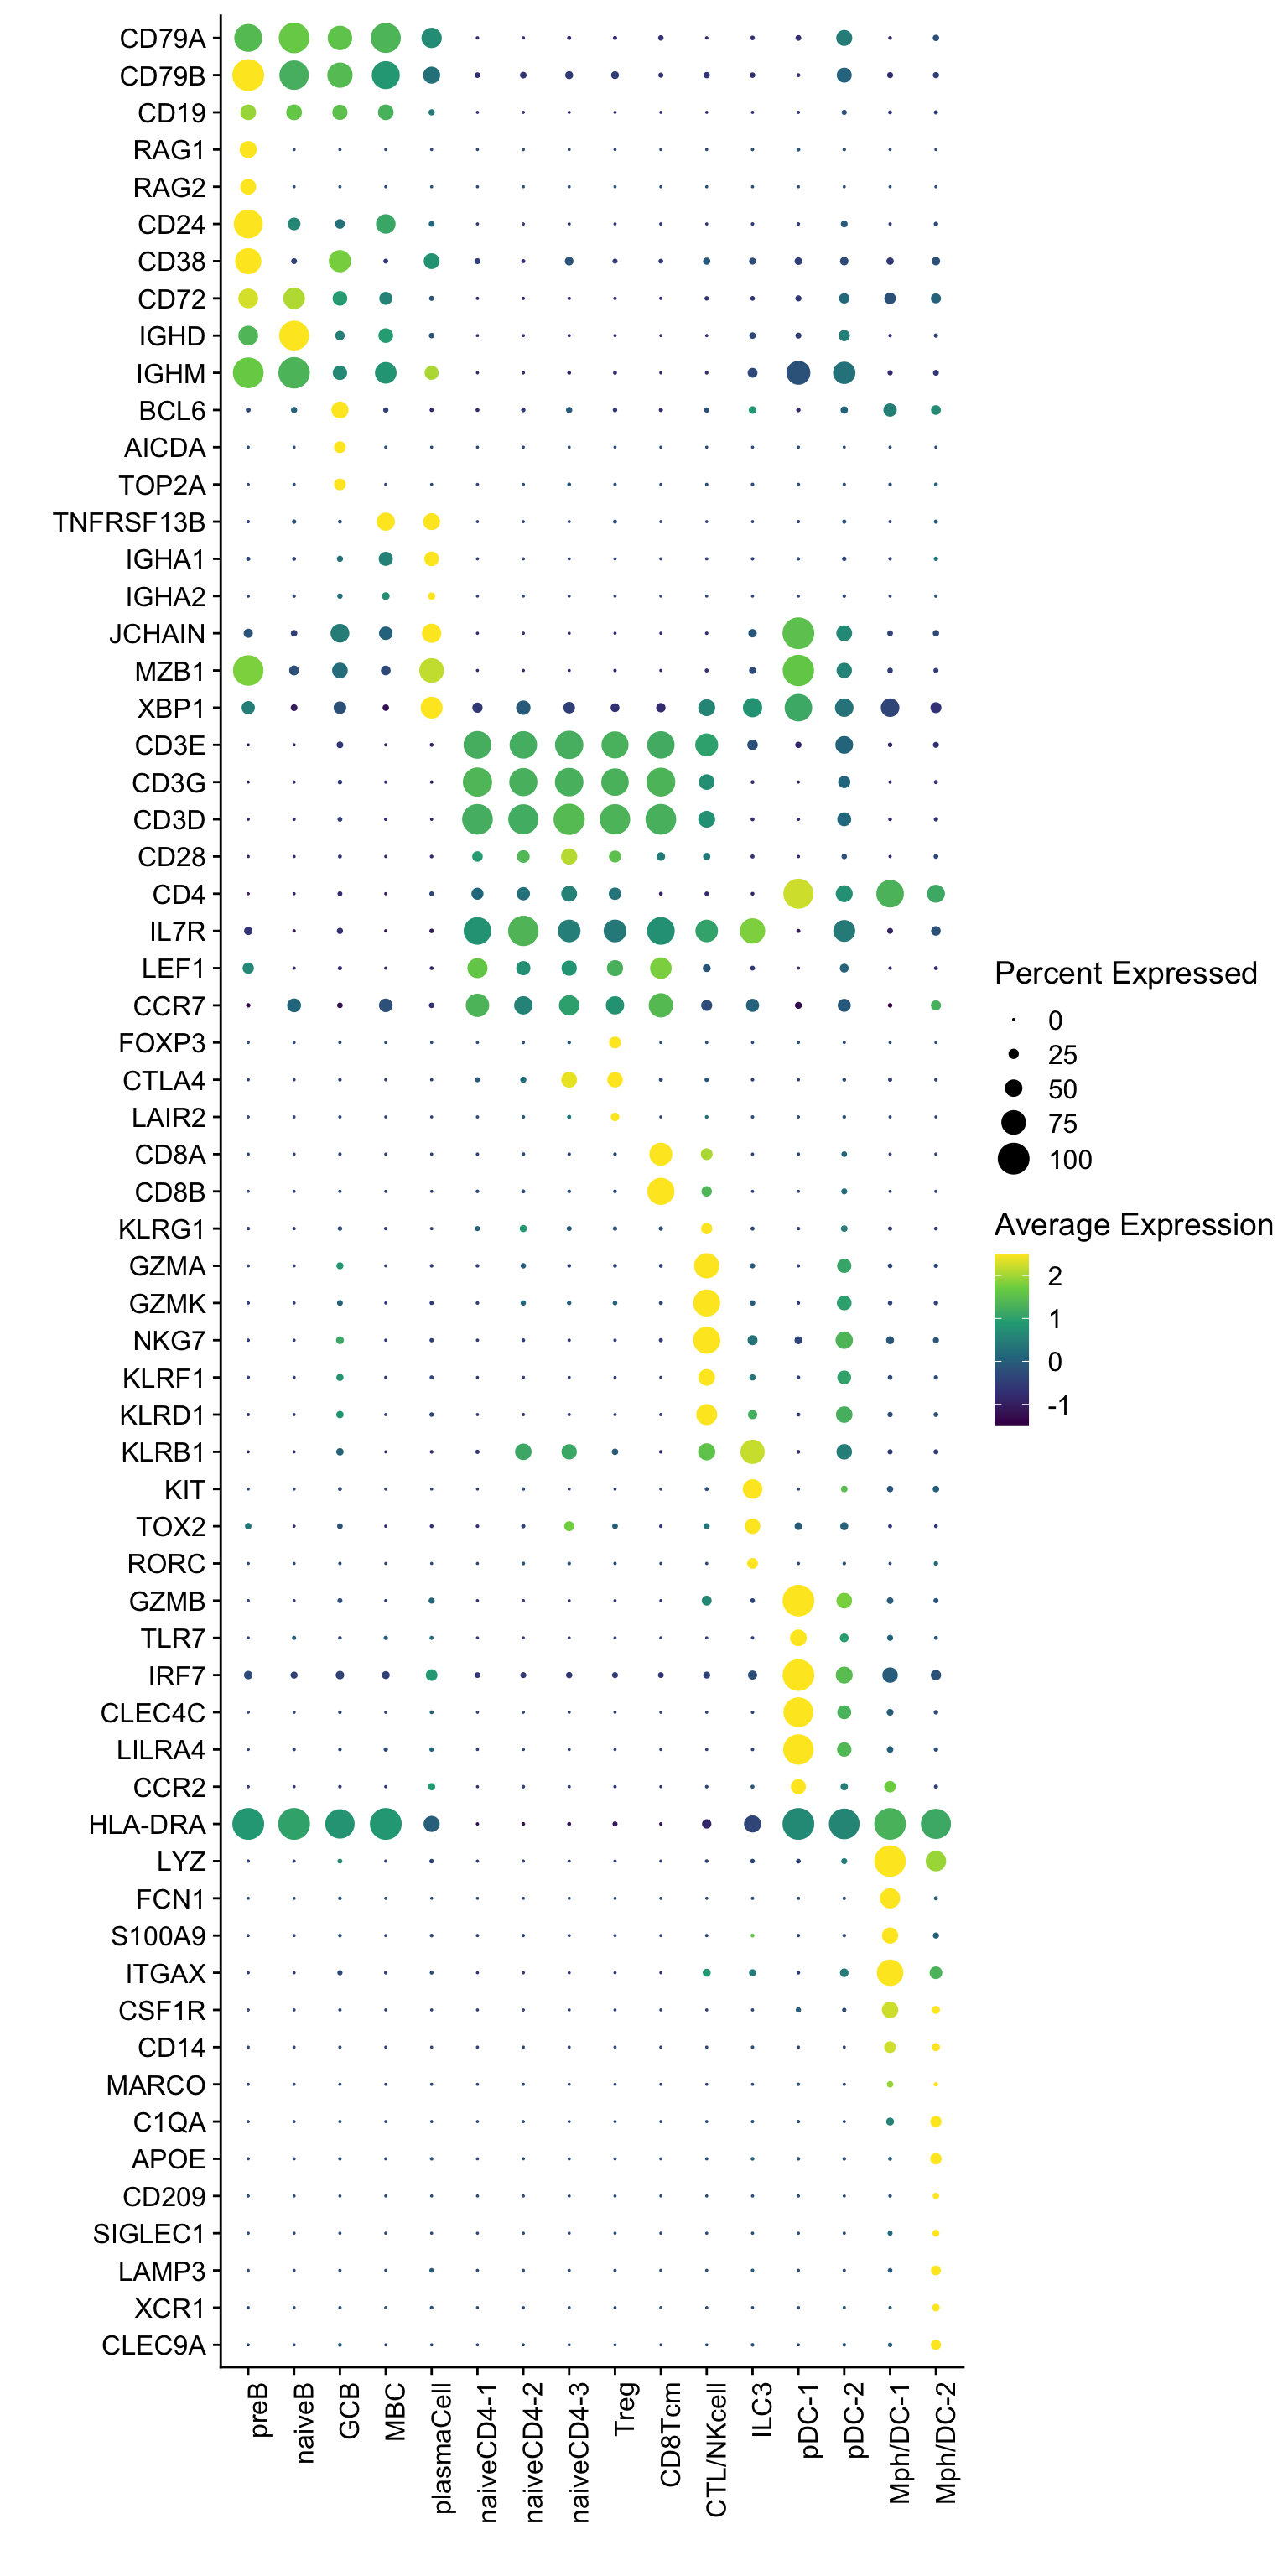 CD79A
CD79B
CD19
RAG1
RAG2
CD24
CD38
CD72
IGHD
IGHM
BCL6
AICDA
TOP2A
TNFRSF13B
IGHA1
IGHA2
JCHAIN
MZB1
XBP1
CD3E
CD3G
CD3D
CD28
CD4
IL7R
LEF1
CCR7
FOXP3
CTLA4
LAIR2
CD8A
CD8B
KLRG1
GZMA
GZMK
NKG7
KLRF1
KLRD1
KLRB1
KIT
TOX2
RORC
GZMB
TLR7
IRF7
CLEC4C
LILRA4
CCR2
HLA-DRA
LYZ
FCN1
S100A9
ITGAX
CSF1R
CD14
MARCO
C1QA
APOE
CD209
SIGLEC1
LAMP3
XCR1
CLEC9A
preB
naiveB
GCB
MBC
plasmaCell
naiveCD4-1
naiveCD4-2
naiveCD4-3
Treg
CD8Tcm
CTL/NKcell
ILC3
pDC-1
pDC-2
Mph/DC-1
Mph/DC-2
Percent Expressed
0
25
50
75
100
Average Expression
2
1
0
-1